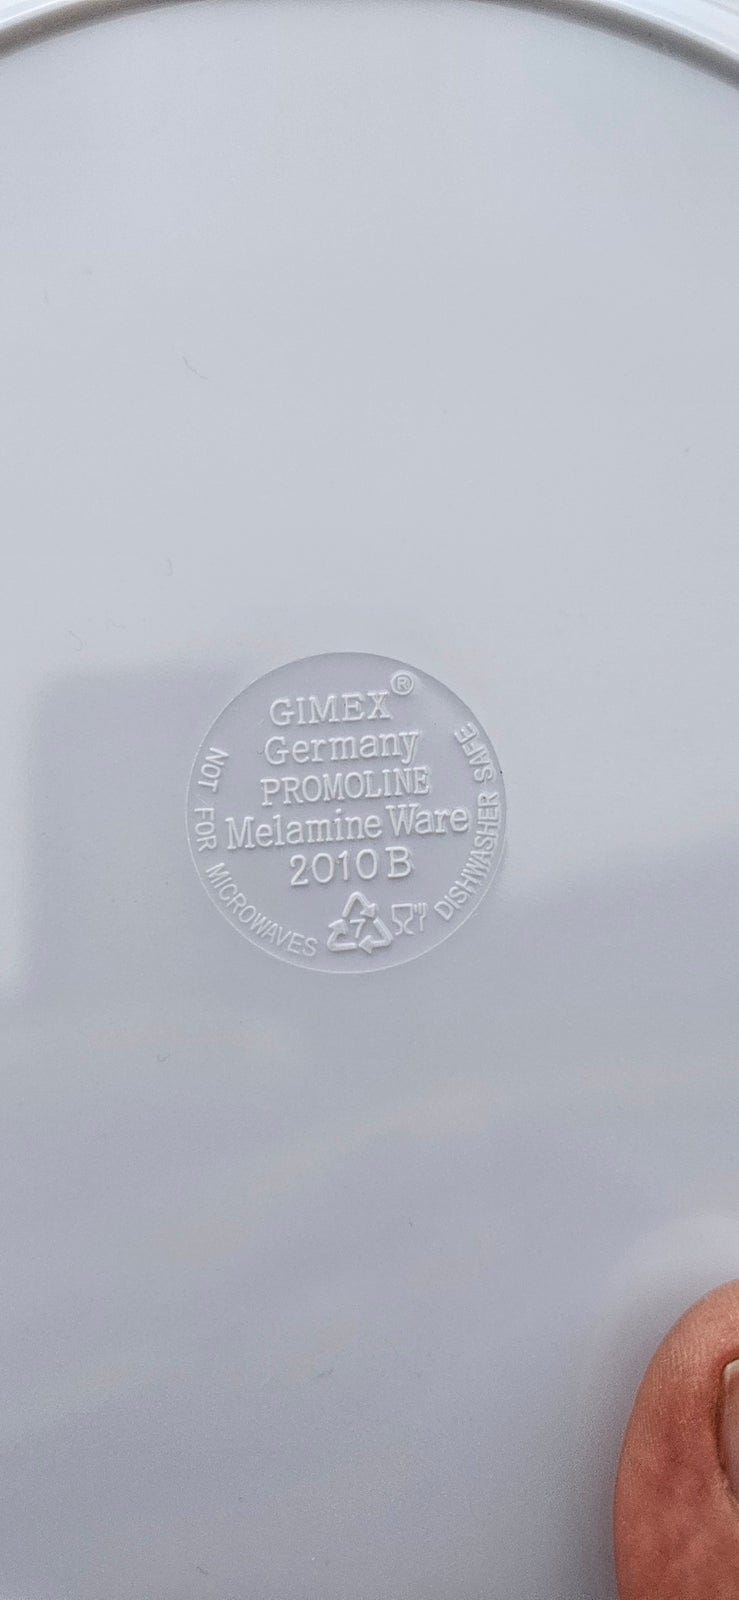 GIMEX®
Germany
PROMOLINE
Melamine Ware
2010 B
7
NOT FOR MICROWAVES
DISHWASHER SAFE